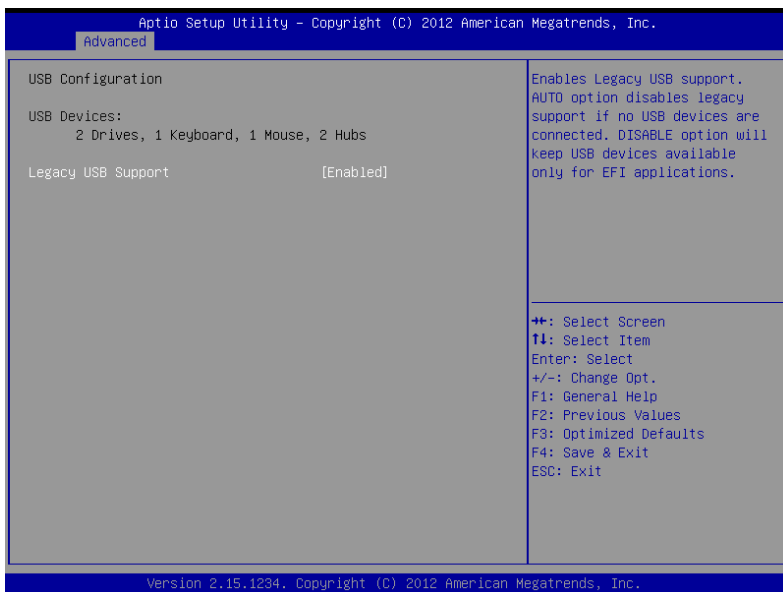 Aptio Setup Utility – Copyright (C) 2012 American Megatrends, Inc.
Advanced
USB Configuration
USB Devices:
2 Drives, 1 Keyboard, 1 Mouse, 2 Hubs
Legacy USB Support [Enabled]
Enables Legacy USB support.
AUTO option disables legacy
support if no USB devices are
connected. DISABLE option will
keep USB devices available
only for EFI applications.
→←: Select Screen
↑↓: Select Item
Enter: Select
+/-: Change Opt.
F1: General Help
F2: Previous Values
F3: Optimized Defaults
F4: Save & Exit
ESC: Exit
Version 2.15.1234. Copyright (C) 2012 American Megatrends, Inc.